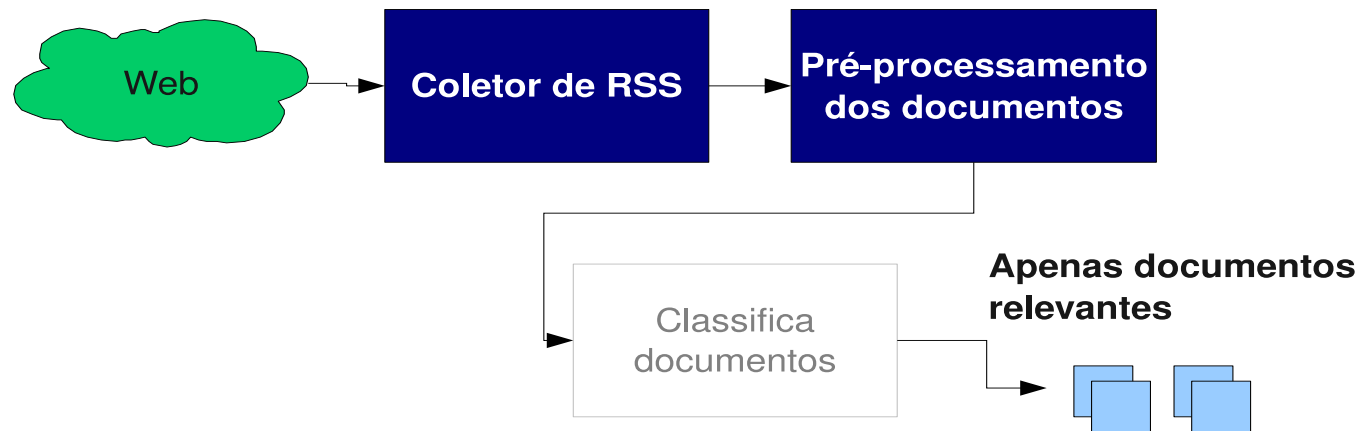 Web
Coletor de RSS
Pré-processamento
dos documentos
Classifica
documentos
Apenas documentos
relevantes